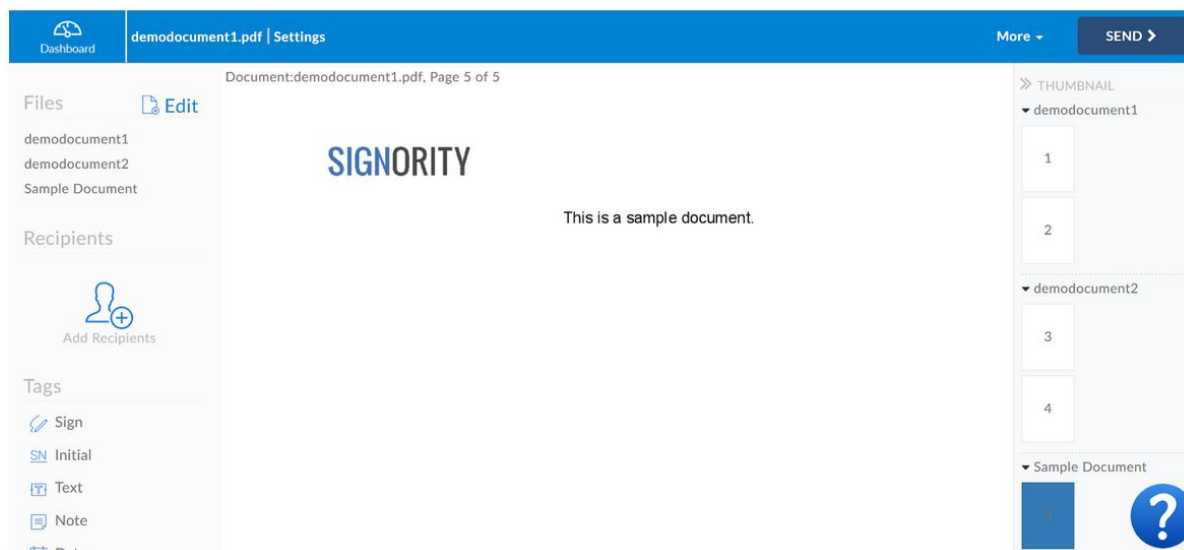 Dashboard
demodocument1.pdf | Settings
More
SEND
Files
Edit
demodocument1
demodocument2
Sample Document
Recipients
Add Recipients
Tags
Sign
SN Initial
Text
Note
Document:demodocument1.pdf, Page 5 of 5
SIGNORITY
This is a sample document.
THUMBNAIL
demodocument1
1
2
demodocument2
3
4
Sample Document
?